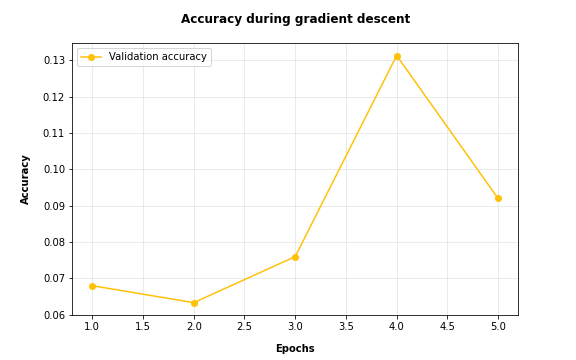 Accuracy during gradient descent
Validation accuracy
0.13
0.12
0.11
0.10
0.09
0.08
0.07
0.06
Accuracy
1.0 1.5 2.0 2.5 3.0 3.5 4.0 4.5 5.0
Epochs